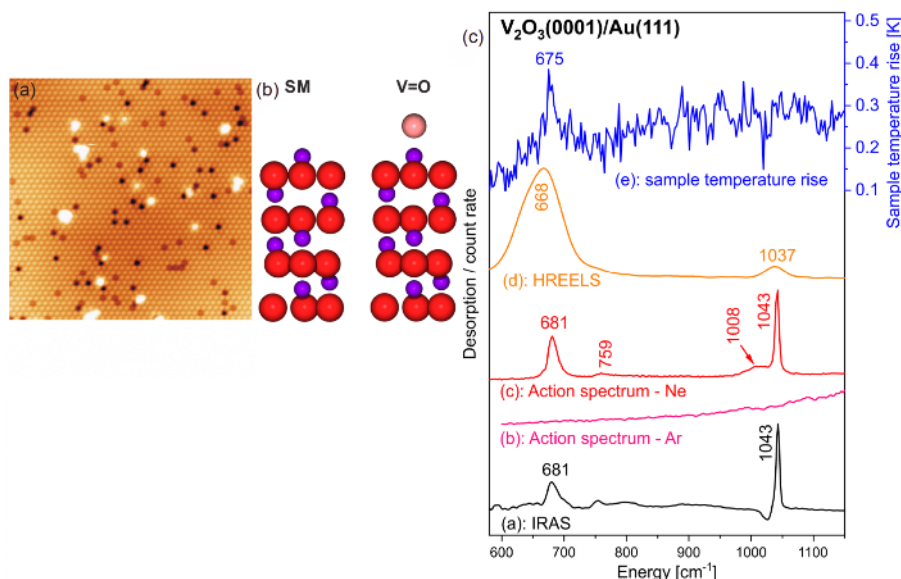 (a)
(b)
SM
V=O
(c)
V₂O₃(0001)/Au(111)
675
(e): sample temperature rise
668
1037
(d): HREELS
681
759
1008
1043
(c): Action spectrum - Ne
(b): Action spectrum - Ar
681
1043
(a): IRAS
Desorption / count rate
600
700
800
900
1000
1100
Energy [cm⁻¹]
0.5
0.4
0.3
0.2
0.1
Sample temperature rise [K]